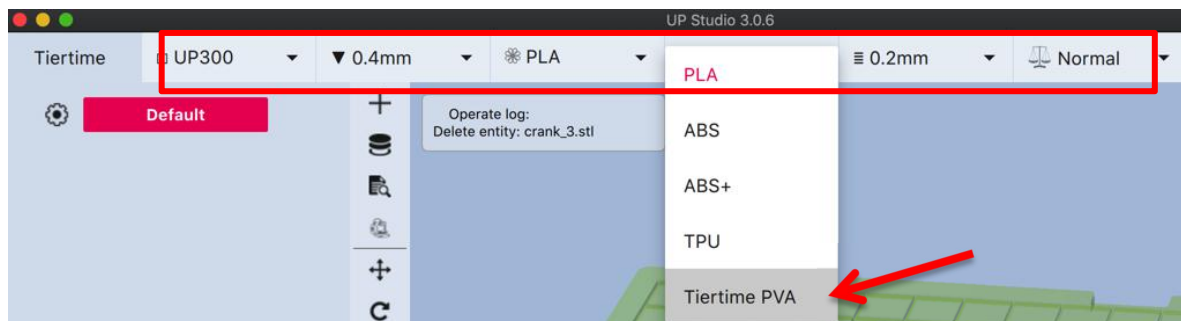 UP Studio 3.0.6
Tiertime UP300 0.4mm PLA PLA 0.2mm Normal
Default
Operate log:
Delete entity: crank_3.stl
ABS
ABS+
TPU
Tiertime PVA